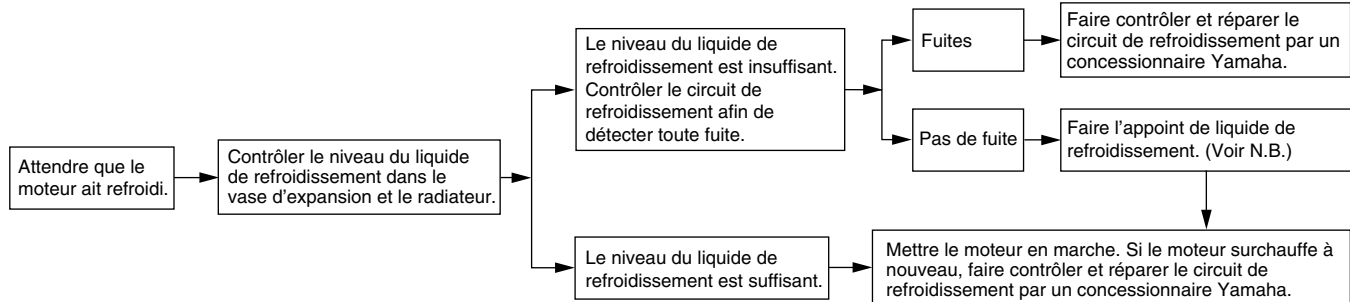 Attendre que le
moteur ait refroidi.
Contrôler le niveau du liquide
de refroidissement dans le
vase d'expansion et le radiateur.
Le niveau du liquide de
refroidissement est insuffisant.
Contrôler le circuit de
refroidissement afin de
détecter toute fuite.
Fuites
Faire contrôler et réparer le
circuit de refroidissement par un
concessionnaire Yamaha.
Pas de fuite
Faire l'appoint de liquide de
refroidissement. (Voir N.B.)
Le niveau du liquide de
refroidissement est suffisant.
Mettre le moteur en marche. Si le moteur surchauffe à
nouveau, faire contrôler et réparer le circuit de
refroidissement par un concessionnaire Yamaha.